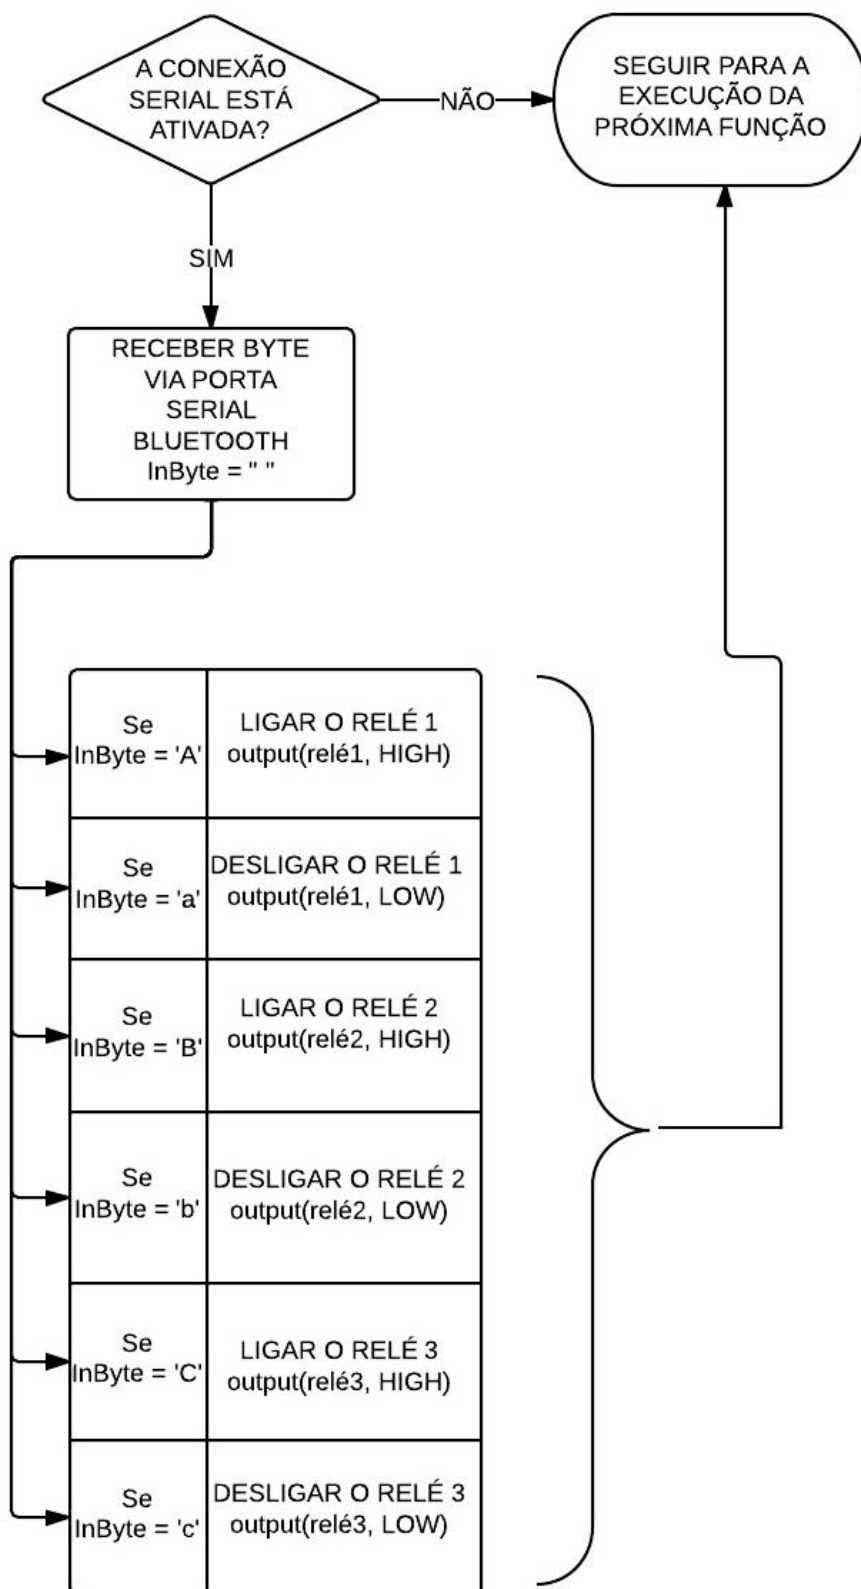 A CONEXÃO
SERIAL ESTÁ
ATIVADA?
NÃO
SEGUIR PARA A
EXECUÇÃO DA
PRÓXIMA FUNÇÃO
SIM
RECEBER BYTE
VIA PORTA
SERIAL
BLUETOOTH
InByte = " "
Se
InByte = 'A'
LIGAR O RELÉ 1
output(relé1, HIGH)
Se
InByte = 'a'
DESLIGAR O RELÉ 1
output(relé1, LOW)
Se
InByte = 'B'
LIGAR O RELÉ 2
output(relé2, HIGH)
Se
InByte = 'b'
DESLIGAR O RELÉ 2
output(relé2, LOW)
Se
InByte = 'C'
LIGAR O RELÉ 3
output(relé3, HIGH)
Se
InByte = 'c'
DESLIGAR O RELÉ 3
output(relé3, LOW)